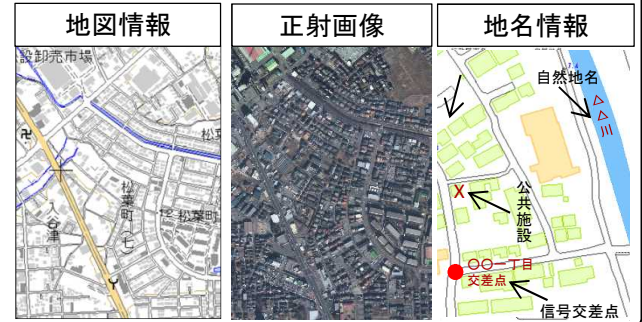 地図情報
正射画像
地名情報
設卸売市場
松葉
松葉町(七)
松葉町
入谷津
自然地名
△△川
公共施設
X
〇〇一丁目
交差点
信号交差点